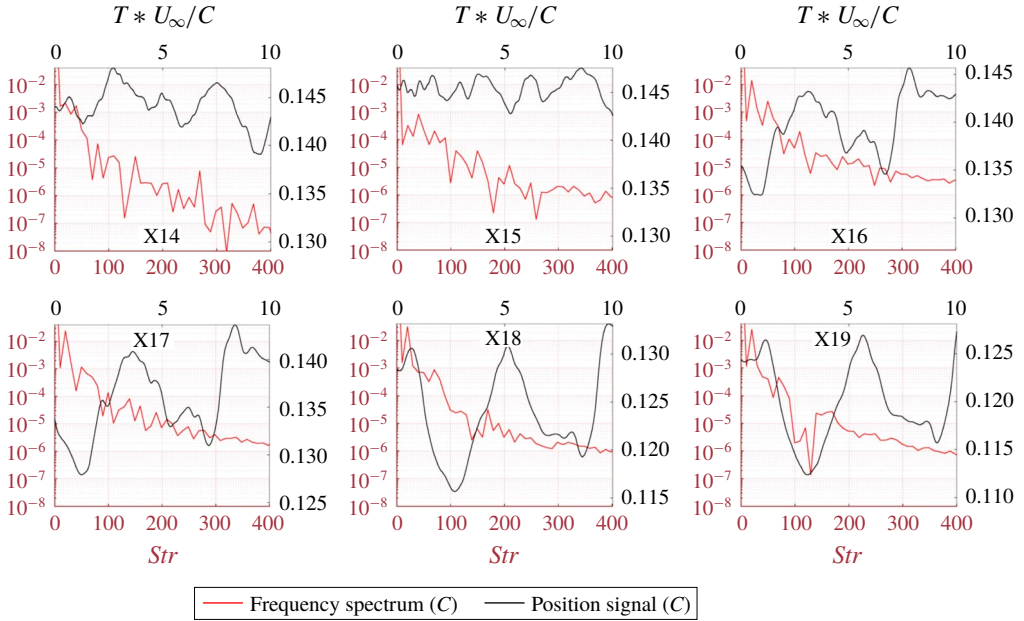 T * U∞/C T * U∞/C T * U∞/C
0 5 10 0 5 10 0 5 10
10⁻² 10⁻³ 10⁻⁴ 10⁻⁵ 10⁻⁶ 10⁻⁷ 10⁻⁸
0.145 0.140 0.135 0.130
X14
0 100 200 300 400
10⁻² 10⁻³ 10⁻⁴ 10⁻⁵ 10⁻⁶ 10⁻⁷ 10⁻⁸
0.145 0.140 0.135 0.130
X15
0 100 200 300 400
10⁻² 10⁻³ 10⁻⁴ 10⁻⁵ 10⁻⁶ 10⁻⁷ 10⁻⁸
0.145 0.140 0.135 0.130
X16
0 100 200 300 400
0 5 10 0 5 10 0 5 10
10⁻² 10⁻³ 10⁻⁴ 10⁻⁵ 10⁻⁶ 10⁻⁷ 10⁻⁸
X17
0.140 0.135 0.130 0.125
0 100 200 300 400
10⁻² 10⁻³ 10⁻⁴ 10⁻⁵ 10⁻⁶ 10⁻⁷ 10⁻⁸
X18
0.130 0.125 0.120 0.115
0 100 200 300 400
10⁻² 10⁻³ 10⁻⁴ 10⁻⁵ 10⁻⁶ 10⁻⁷ 10⁻⁸
X19
0.125 0.120 0.115 0.110
0 100 200 300 400
Str Str Str
Frequency spectrum (C) Position signal (C)